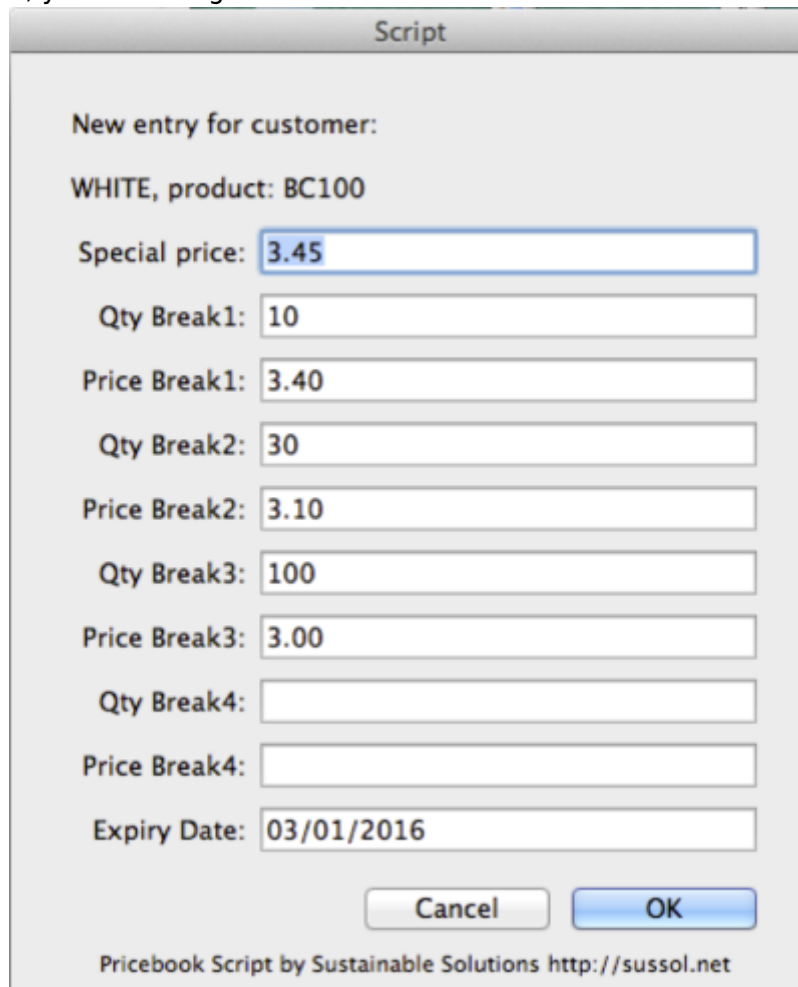 Script
New entry for customer:
WHITE, product: BC100
Special price: 3.45
Qty Break1: 10
Price Break1: 3.40
Qty Break2: 30
Price Break2: 3.10
Qty Break3: 100
Price Break3: 3.00
Qty Break4:
Price Break4:
Expiry Date: 03/01/2016
Cancel OK
Pricebook Script by Sustainable Solutions http://sussol.net